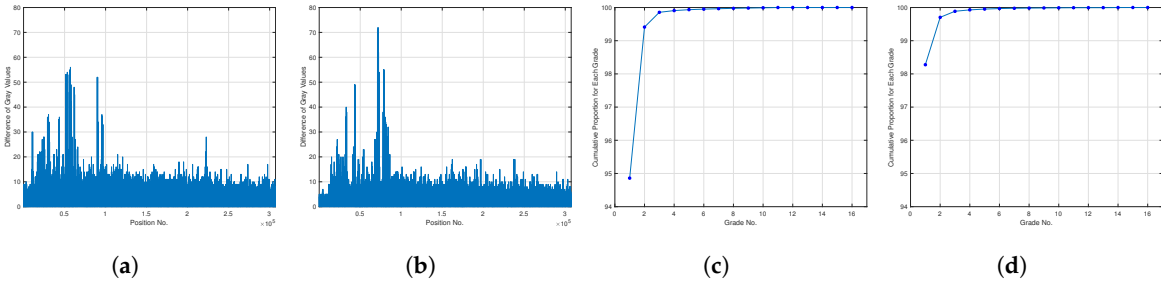 80
70
60
50
40
30
20
10
0
Difference of Gray Values
0.5 1 1.5 2 2.5 3
Position No.
×10^5
(a)
80
70
60
50
40
30
20
10
0
Difference of Gray Values
0.5 1 1.5 2 2.5 3
Position No.
×10^5
(b)
100
99
98
97
96
95
94
Cumulative Proportion for Each Grade
0 2 4 6 8 10 12 14 16
Grade No.
(c)
100
99
98
97
96
95
94
Cumulative Proportion for Each Grade
0 2 4 6 8 10 12 14 16
Grade No.
(d)